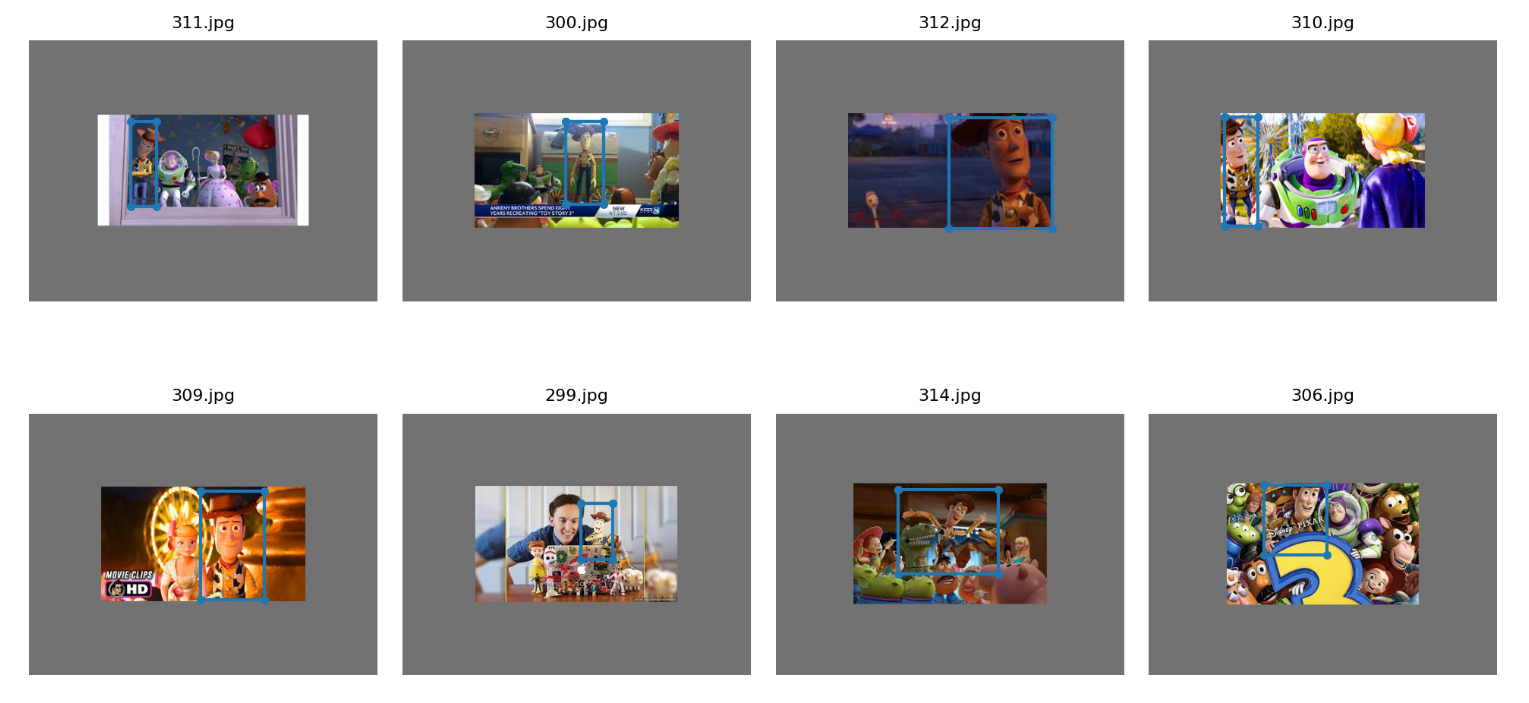 311.jpg
300.jpg
312.jpg
310.jpg
ANKENY BROTHERS SPEND EIGHT
YEARS RECREATING "TOY STORY 3"
NEW
AT 5:00
309.jpg
299.jpg
314.jpg
306.jpg
MOVIE CLIPS
HD
Disney · PIXAR
3